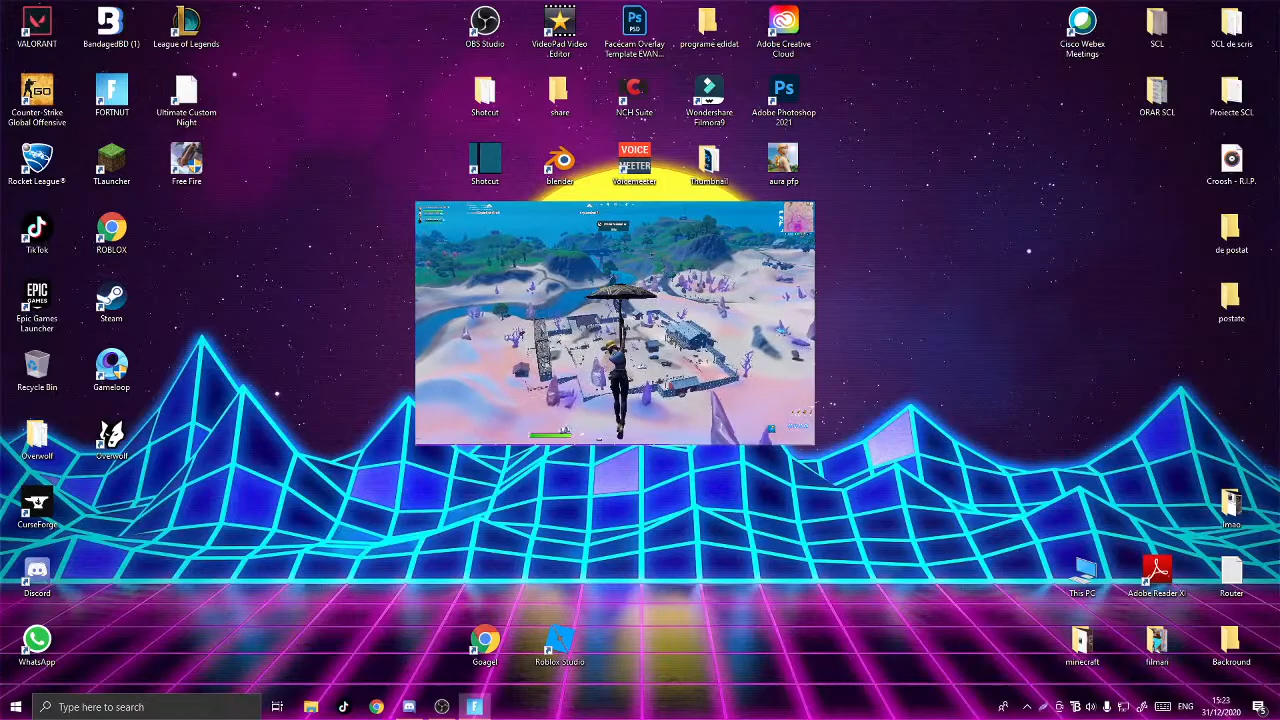 VALORANT
BandagedBD (1)
League of Legends
OBS Studio
VideoPad Video
Editor
Facecam Overlay
Template EVAN...
programe edidat
Adobe Creative
Cloud
Cisco Webex
Meetings
SCL
SCL de scris
Counter-Strike
Global Offensive
FORTNUT
Ultimate Custom
Night
Shotcut
share
NCH Suite
Wondershare
Filmora9
Adobe Photoshop
2021
ORAR SCL
Proiecte SCL
Rocket League®
TLauncher
Free Fire
Shotcut
blender
VOICE
MEETER
Voicemeeter
Thumbnail
aura pfp
Croosh - R.I.P.
TikTok
ROBLOX
de postat
EPIC
GAMES
Epic Games
Launcher
Steam
postate
Recycle Bin
Gameloop
Overwolf
Overwolf
CurseForge
lmao
Discord
This PC
Adobe Reader XI
Router
WhatsApp
Goagel
Roblox Studio
minecraft
filman
Backround
Type here to search
ENG
15:23
31/12/2020